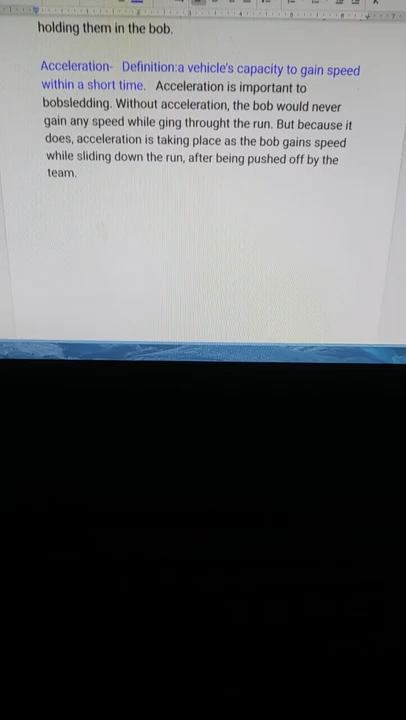 holding them in the bob.
Acceleration-  Definition:a vehicle's capacity to gain speed
within a short time.  Acceleration is important to
bobsledding. Without acceleration, the bob would never
gain any speed while ging throught the run. But because it
does, acceleration is taking place as the bob gains speed
while sliding down the run, after being pushed off by the
team.